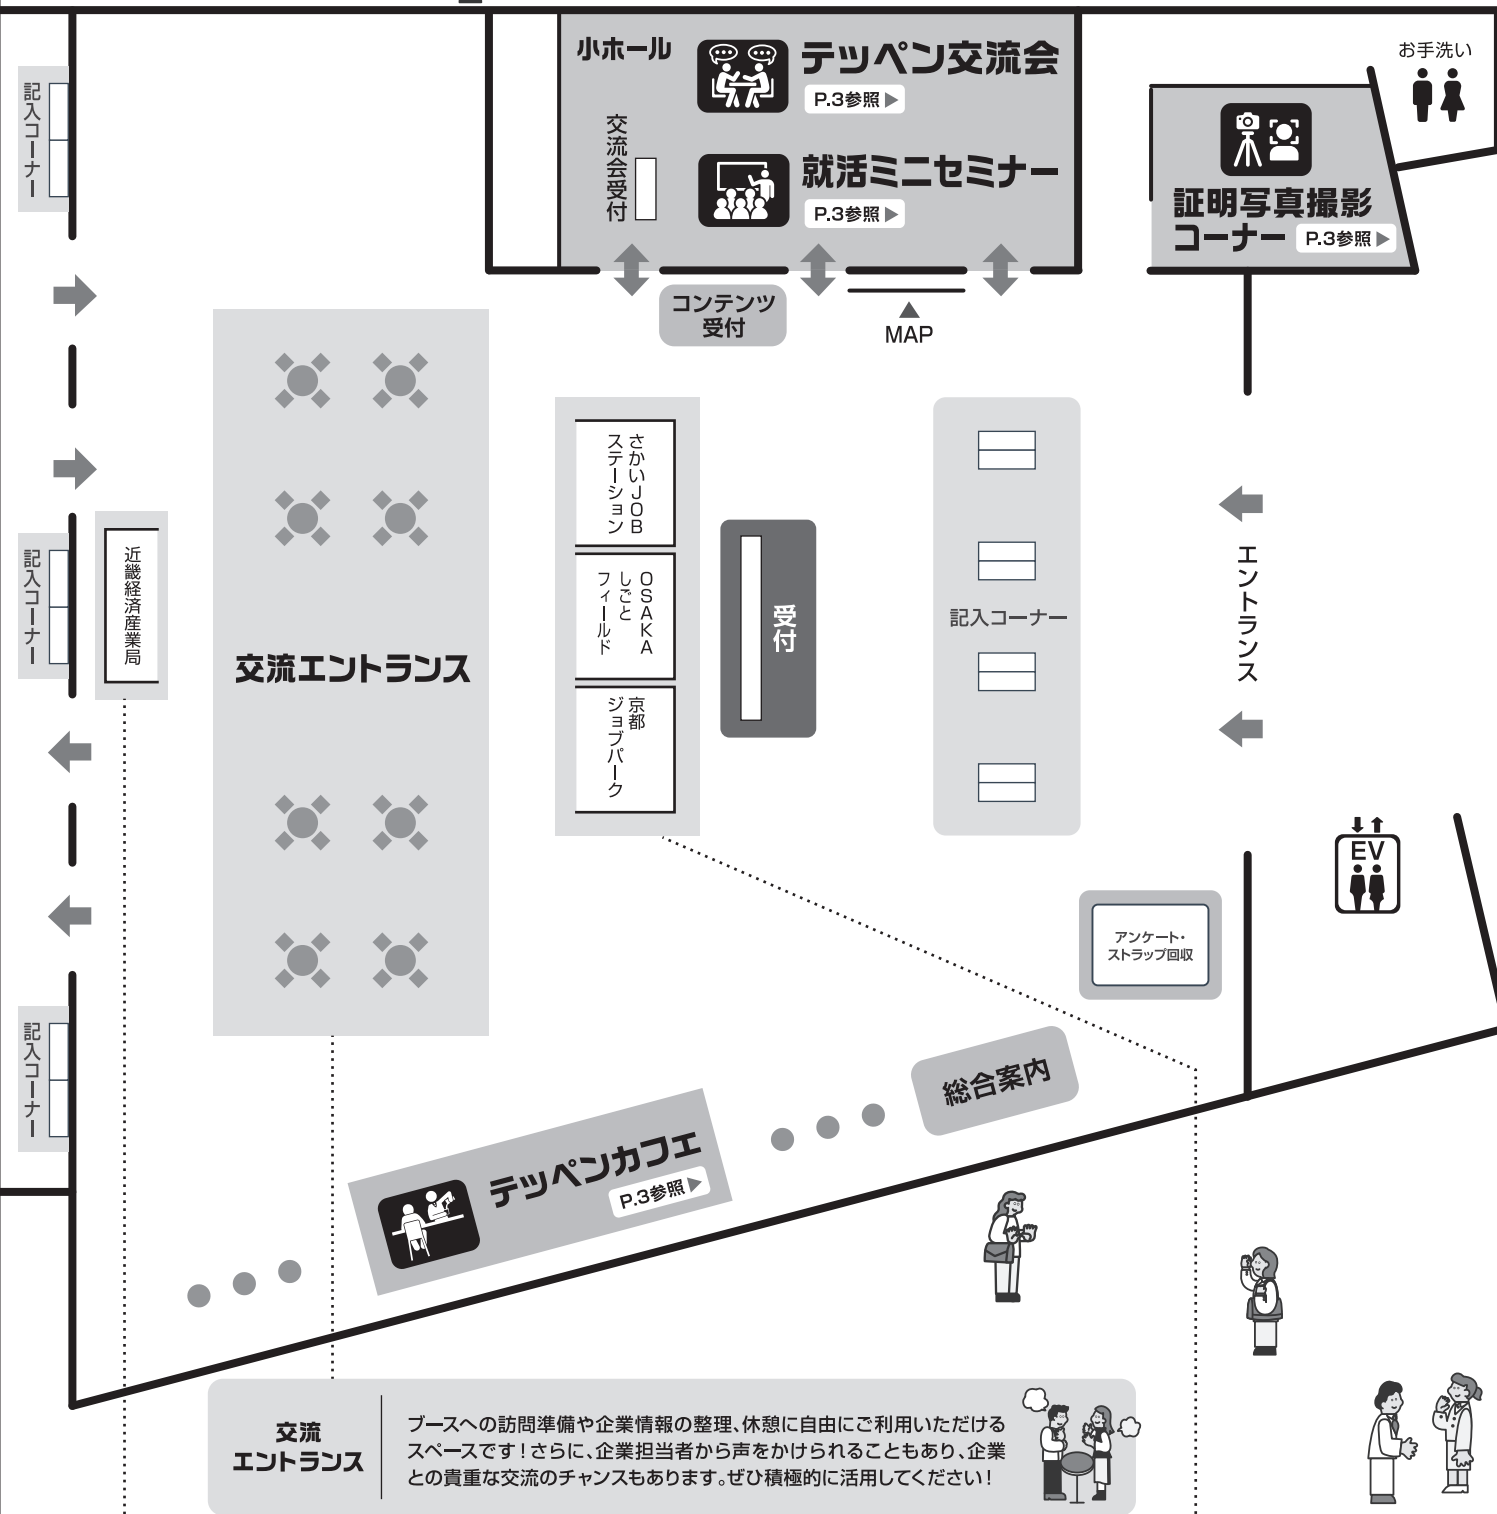 小ホール
テッペン交流会
P.3参照▶
交流会受付
就活ミニセミナー
P.3参照▶
お手洗い
証明写真撮影
コーナー P.3参照▶
コンテンツ
受付
MAP
記入コーナー
記入コーナー
記入コーナー
近畿経済産業局
交流エントランス
さかいJOB
ステーション
OSAKA
しごと
フィールド
京都
ジョブパーク
受付
記入コーナー
エントランス
EV
アンケート・
ストラップ回収
総合案内
テッペンカフェ
P.3参照▶
交流
エントランス
ブースへの訪問準備や企業情報の整理、休憩に自由にご利用いただける
スペースです!さらに、企業担当者から声をかけられることもあり、企業
との貴重な交流のチャンスもあります。ぜひ積極的に活用してください!